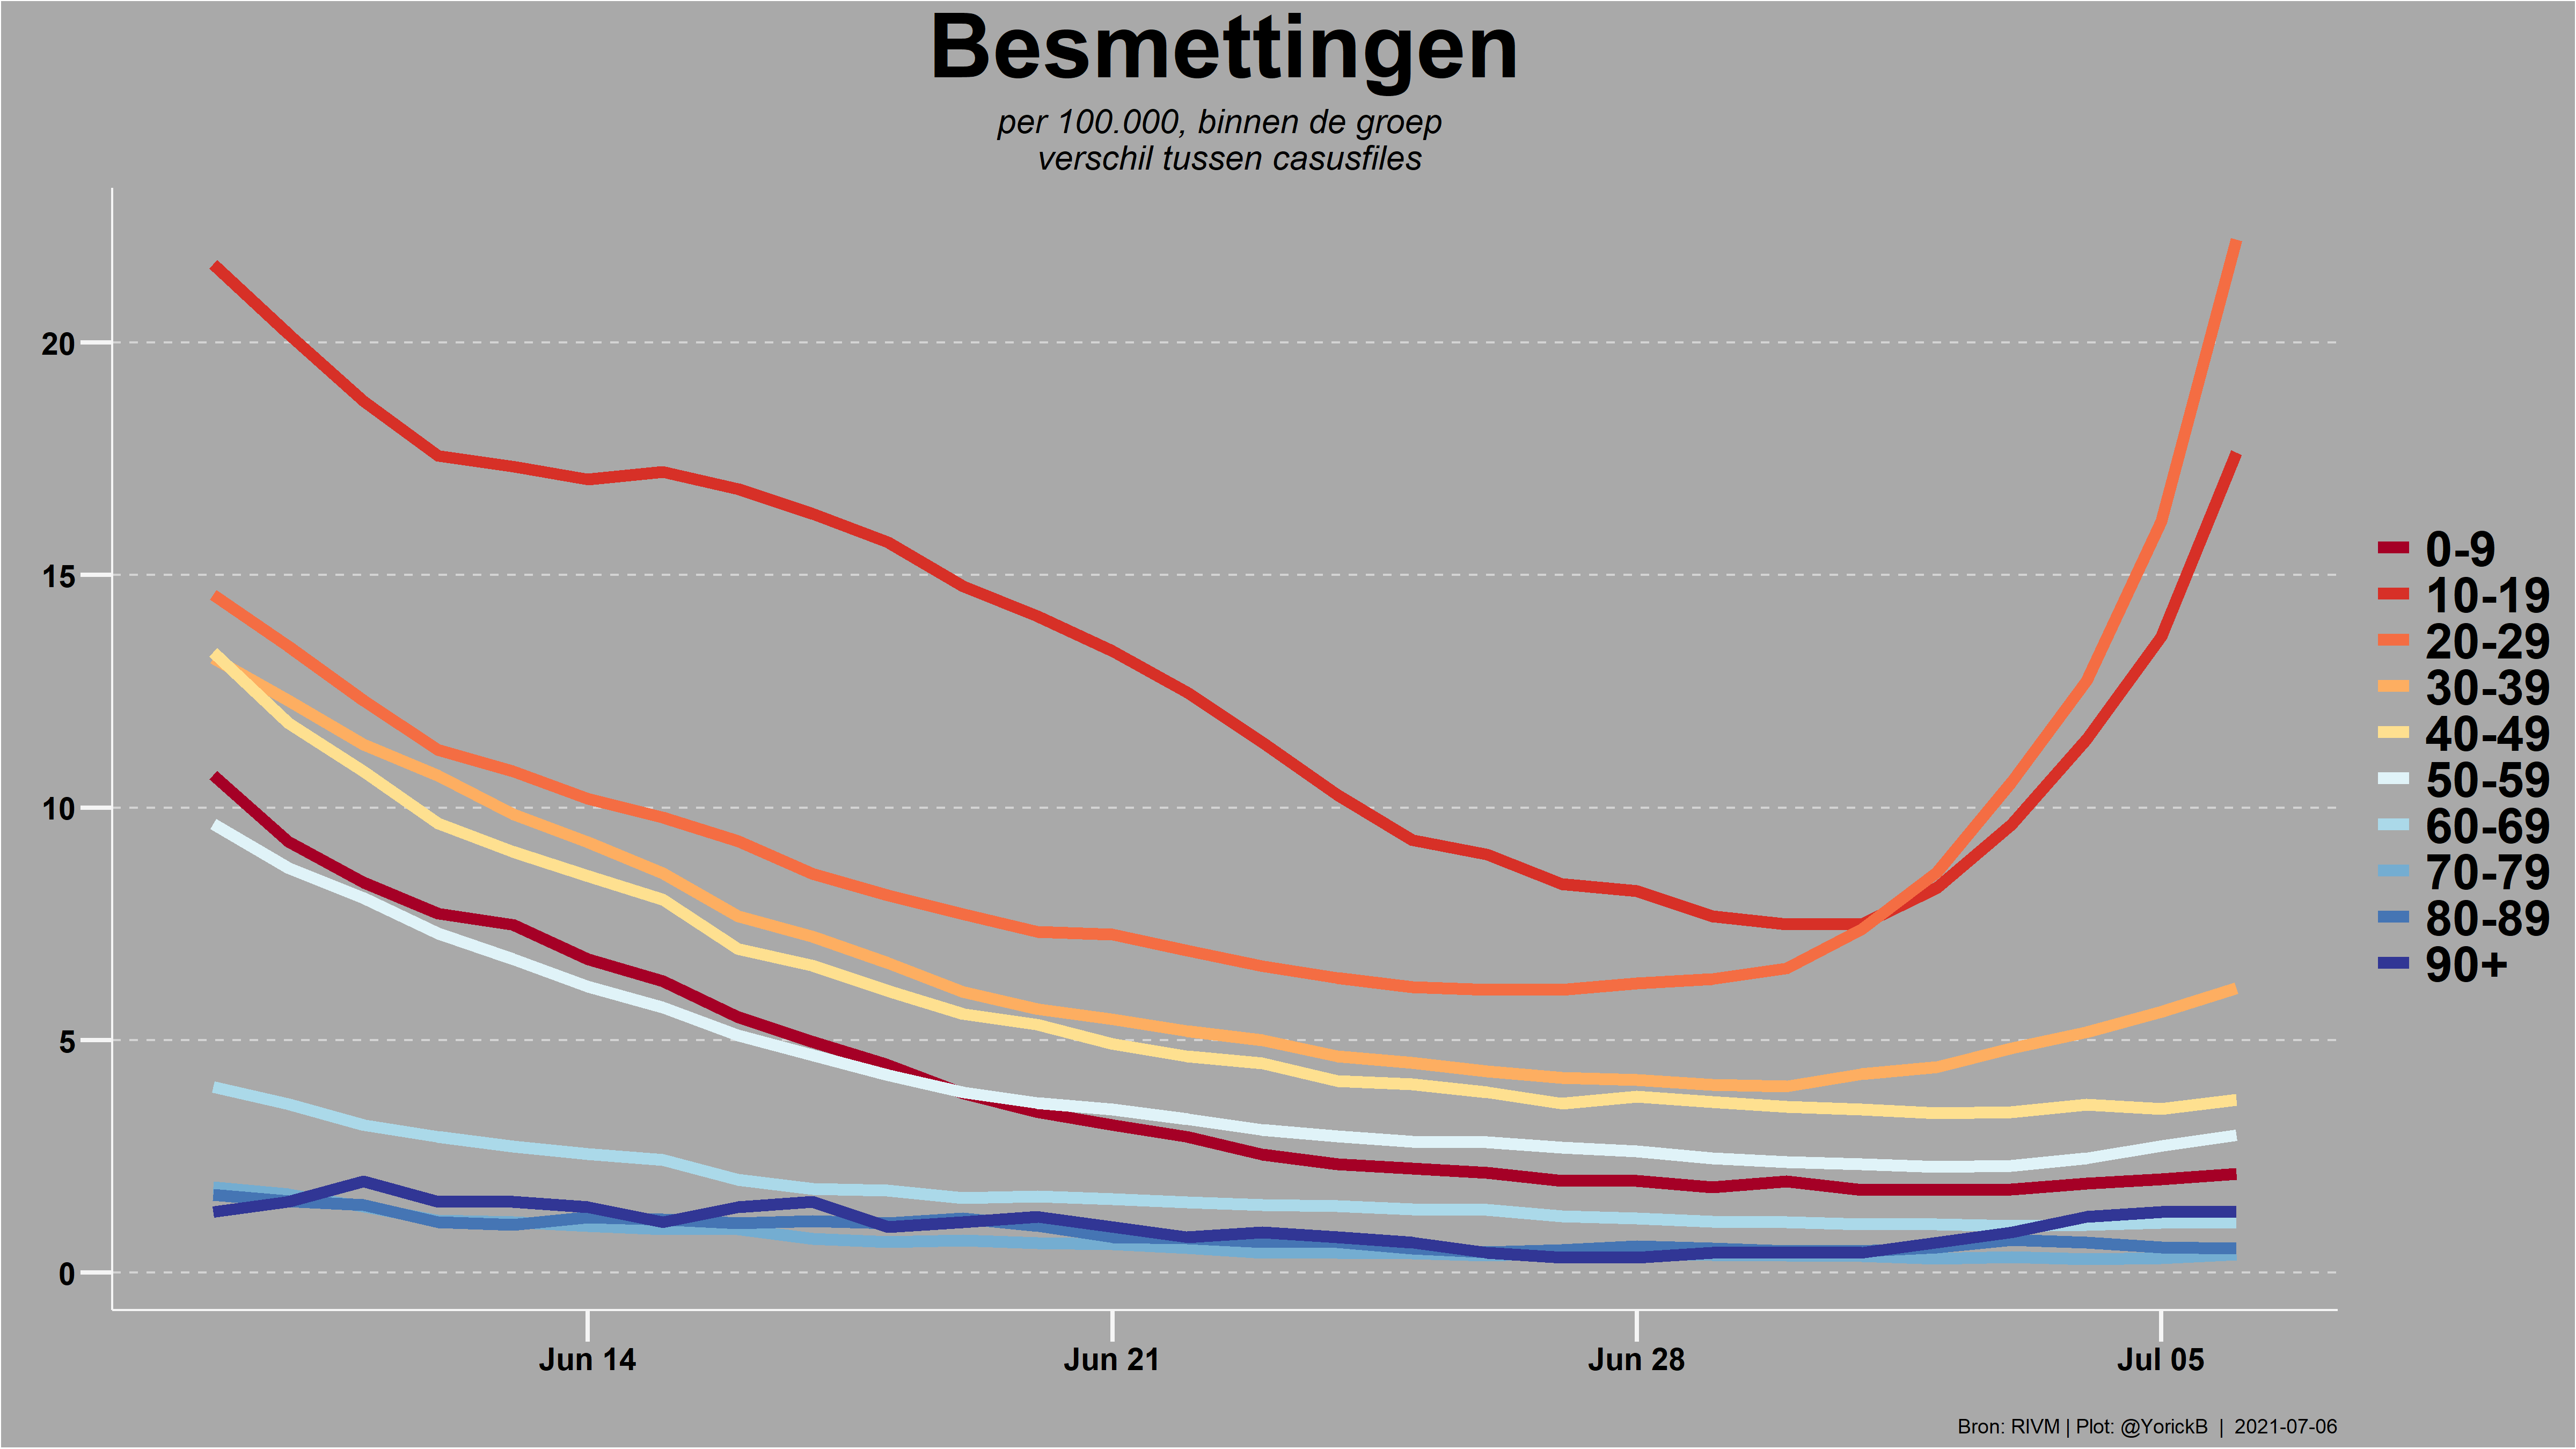 Besmettingen
per 100.000, binnen de groep
verschil tussen casusfiles
20
15
10
5
0
Jun 14
Jun 21
Jun 28
Jul 05
0-9
10-19
20-29
30-39
40-49
50-59
60-69
70-79
80-89
90+
Bron: RIVM | Plot: @YorickB | 2021-07-06